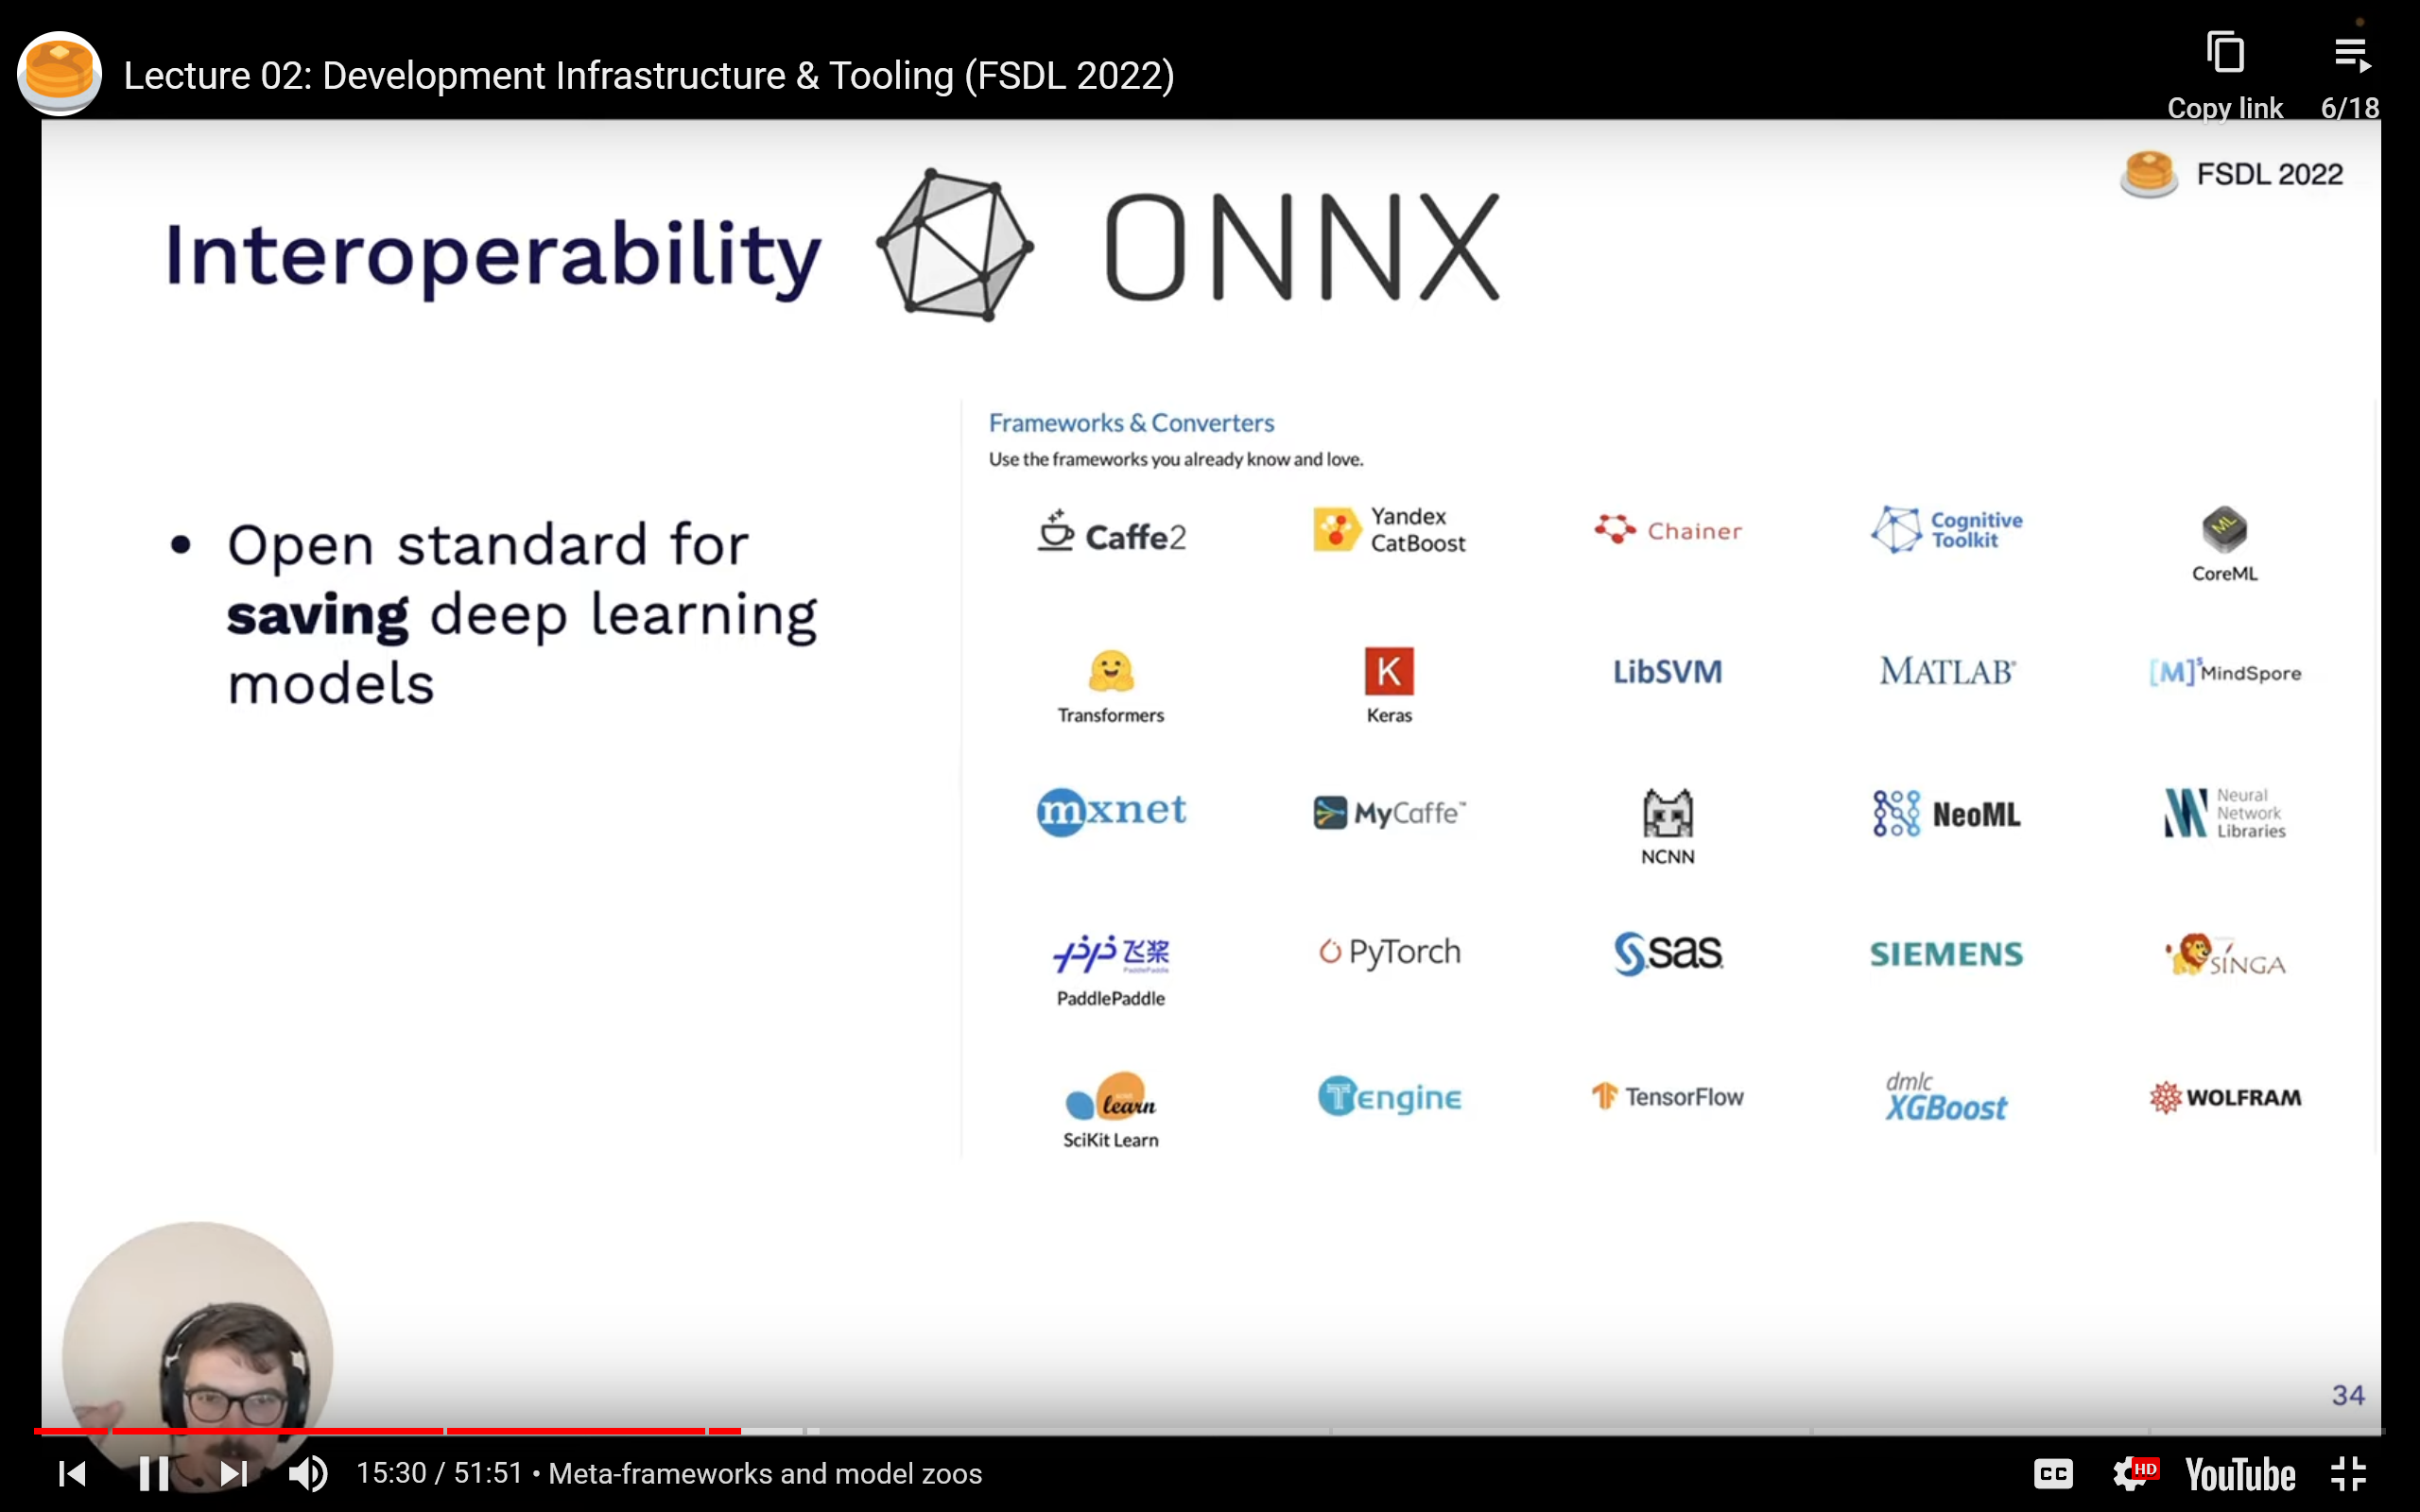 Lecture 02: Development Infrastructure & Tooling (FSDL 2022)
Copy link
6/18
FSDL 2022
Interoperability
ONNX
• Open standard for
saving deep learning
models
Frameworks & Converters
Use the frameworks you already know and love.
Caffe2
Yandex
CatBoost
Chainer
Cognitive
Toolkit
ML
CoreML
Transformers
K
Keras
LibSVM
MATLAB®
[M]s MindSpore
mxnet
MyCaffe™
NCNN
NeoML
Neural
Network
Libraries
飞桨
PaddlePaddle
PaddlePaddle
PyTorch
sas
SIEMENS
SINGA
learn
SciKit Learn
Tengine
TensorFlow
dmlc
XGBoost
WOLFRAM
34
15:30 / 51:51 • Meta-frameworks and model zoos
CC
HD
YouTube